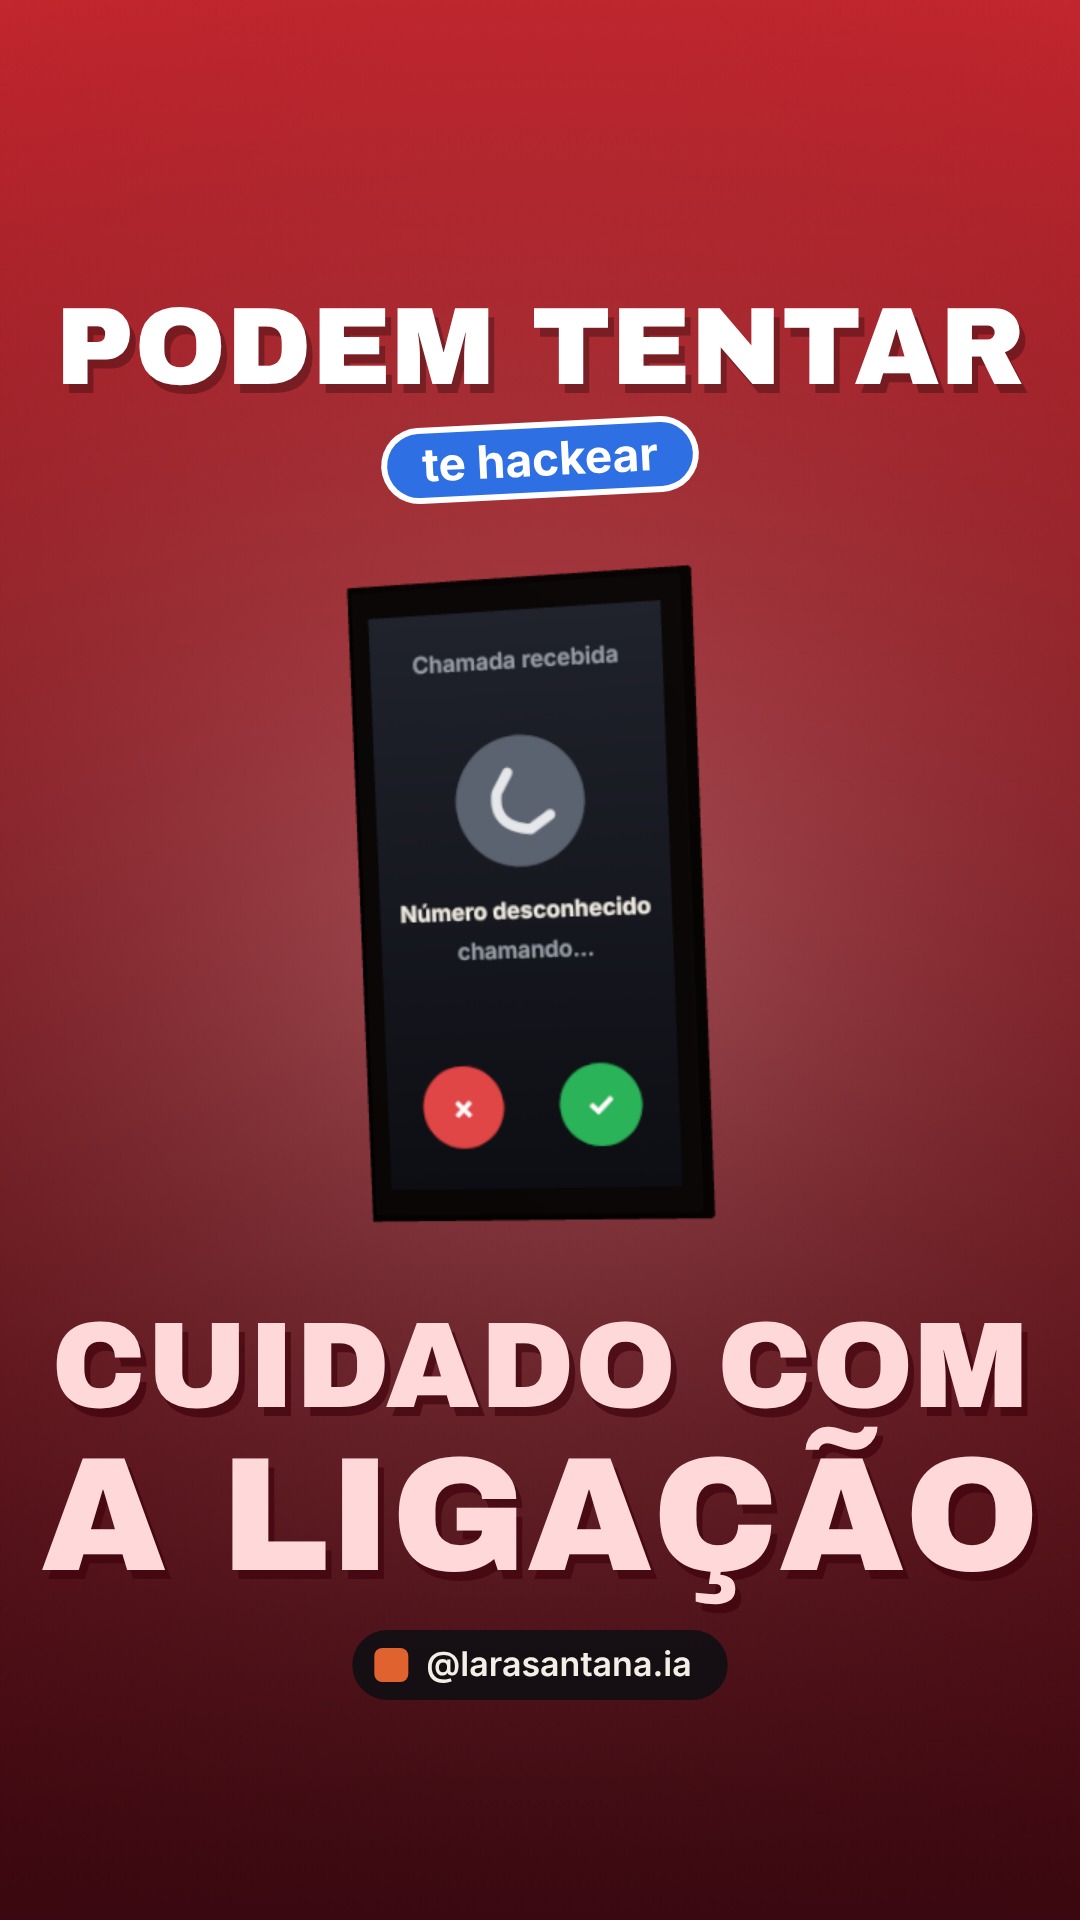 PODEM TENTAR
te hackear
Chamada recebida
Número desconhecido
chamando...
CUIDADO COM
A LIGAÇÃO
@larasantana.ia